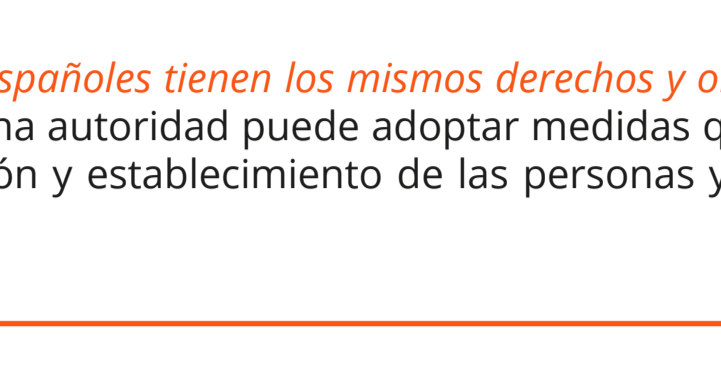 spañoles tienen los mismos derechos y o
na autoridad puede adoptar medidas q
ón y establecimiento de las personas y